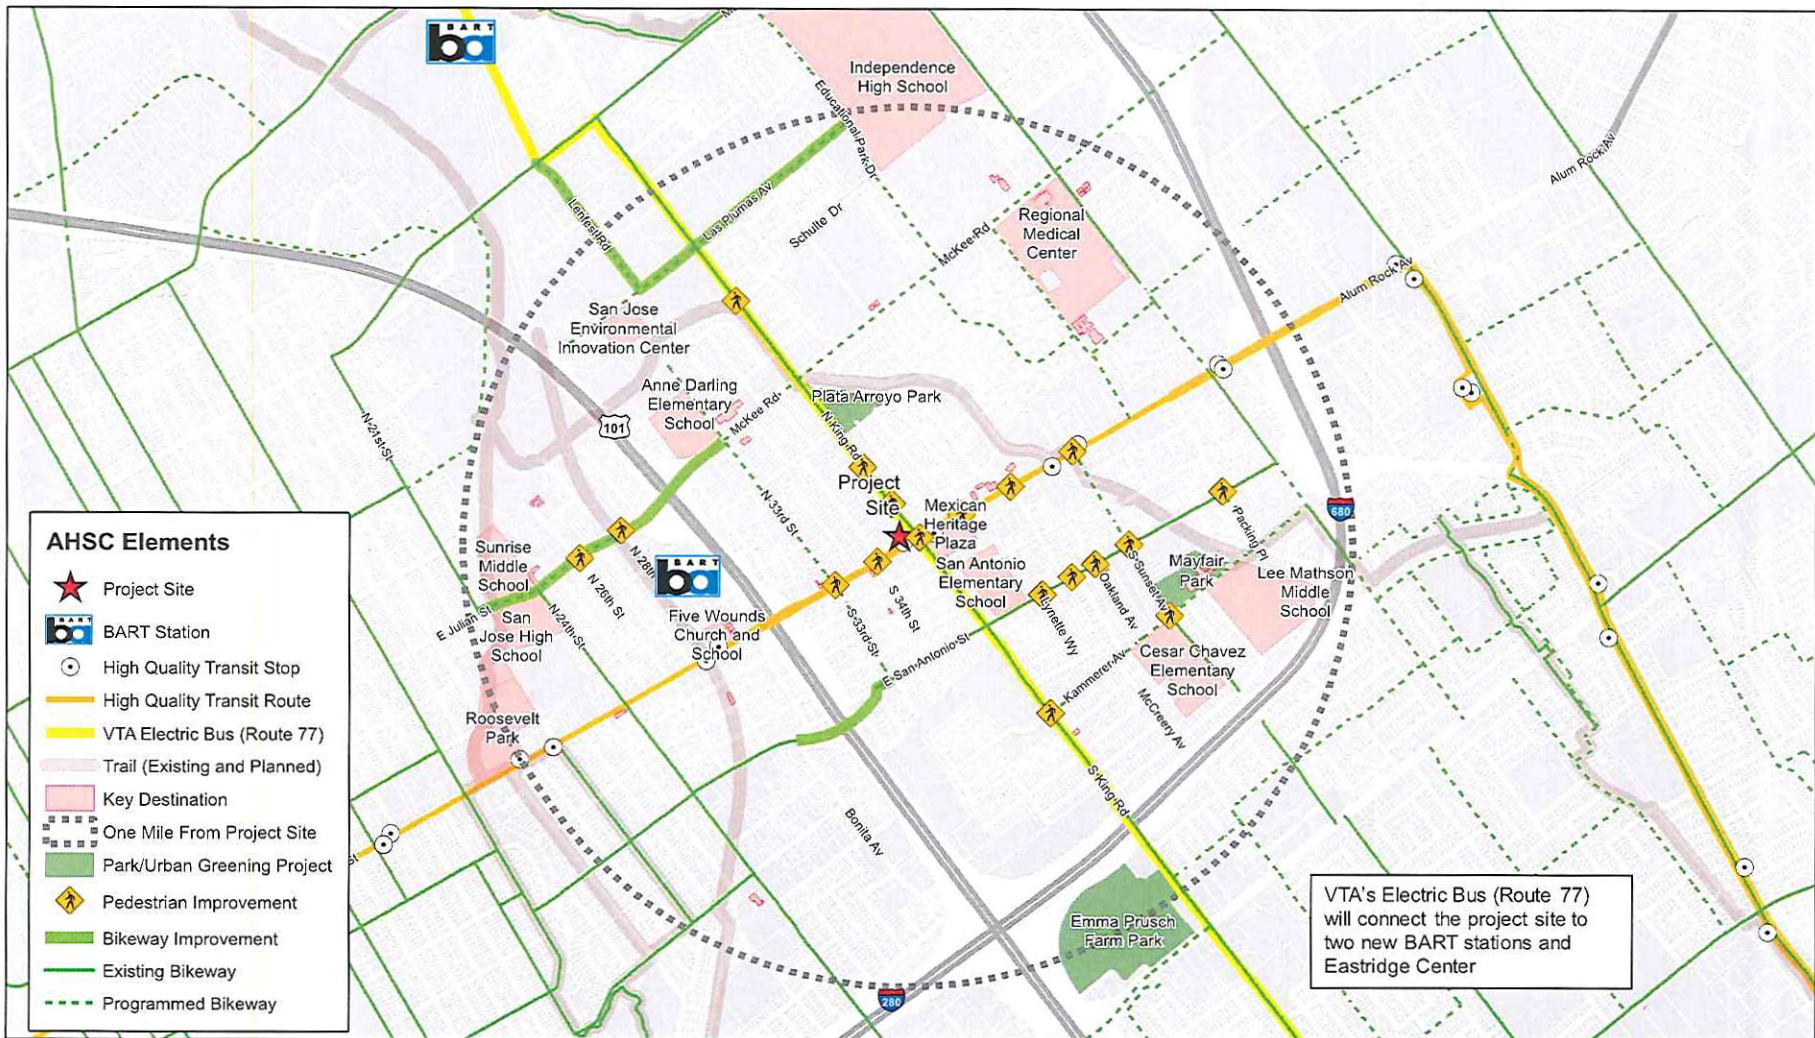 BART
ba
Independence
High School
Educational Park Dr
Alum Rock Av
Las Plumas Av
Lenfest Rd
Schulte Dr
McKee Rd
Regional
Medical
Center
Alum Rock Av
San Jose
Environmental
Innovation Center
Anne Darling
Elementary
School
McKee Rd
Plata Arroyo Park
N King Rd
N 21st St
101
Project
Site
N 33rd St
Mexican
Heritage
Plaza
680
Packing Pl
Sunrise
Middle
School
N 28th
BART
ba
San Antonio
Elementary
School
Mayfair
Park
Lee Mathson
Middle
School
S Sunset Av
Oakland Av
Lynette Wy
N 26th St
N 24th St
E Julian St
San
Jose High
School
Five Wounds
Church and
School
S 34th St
S 33rd St
E San Antonio St
Cesar Chavez
Elementary
School
Kammerer Av
McCreery Av
Roosevelt
Park
S King Rd
Bonita Av
St
Emma Prusch
Farm Park
280
AHSC Elements
Project Site
BART
ba
BART Station
High Quality Transit Stop
High Quality Transit Route
VTA Electric Bus (Route 77)
Trail (Existing and Planned)
Key Destination
One Mile From Project Site
Park/Urban Greening Project
Pedestrian Improvement
Bikeway Improvement
Existing Bikeway
Programmed Bikeway
VTA's Electric Bus (Route 77)
will connect the project site to
two new BART stations and
Eastridge Center